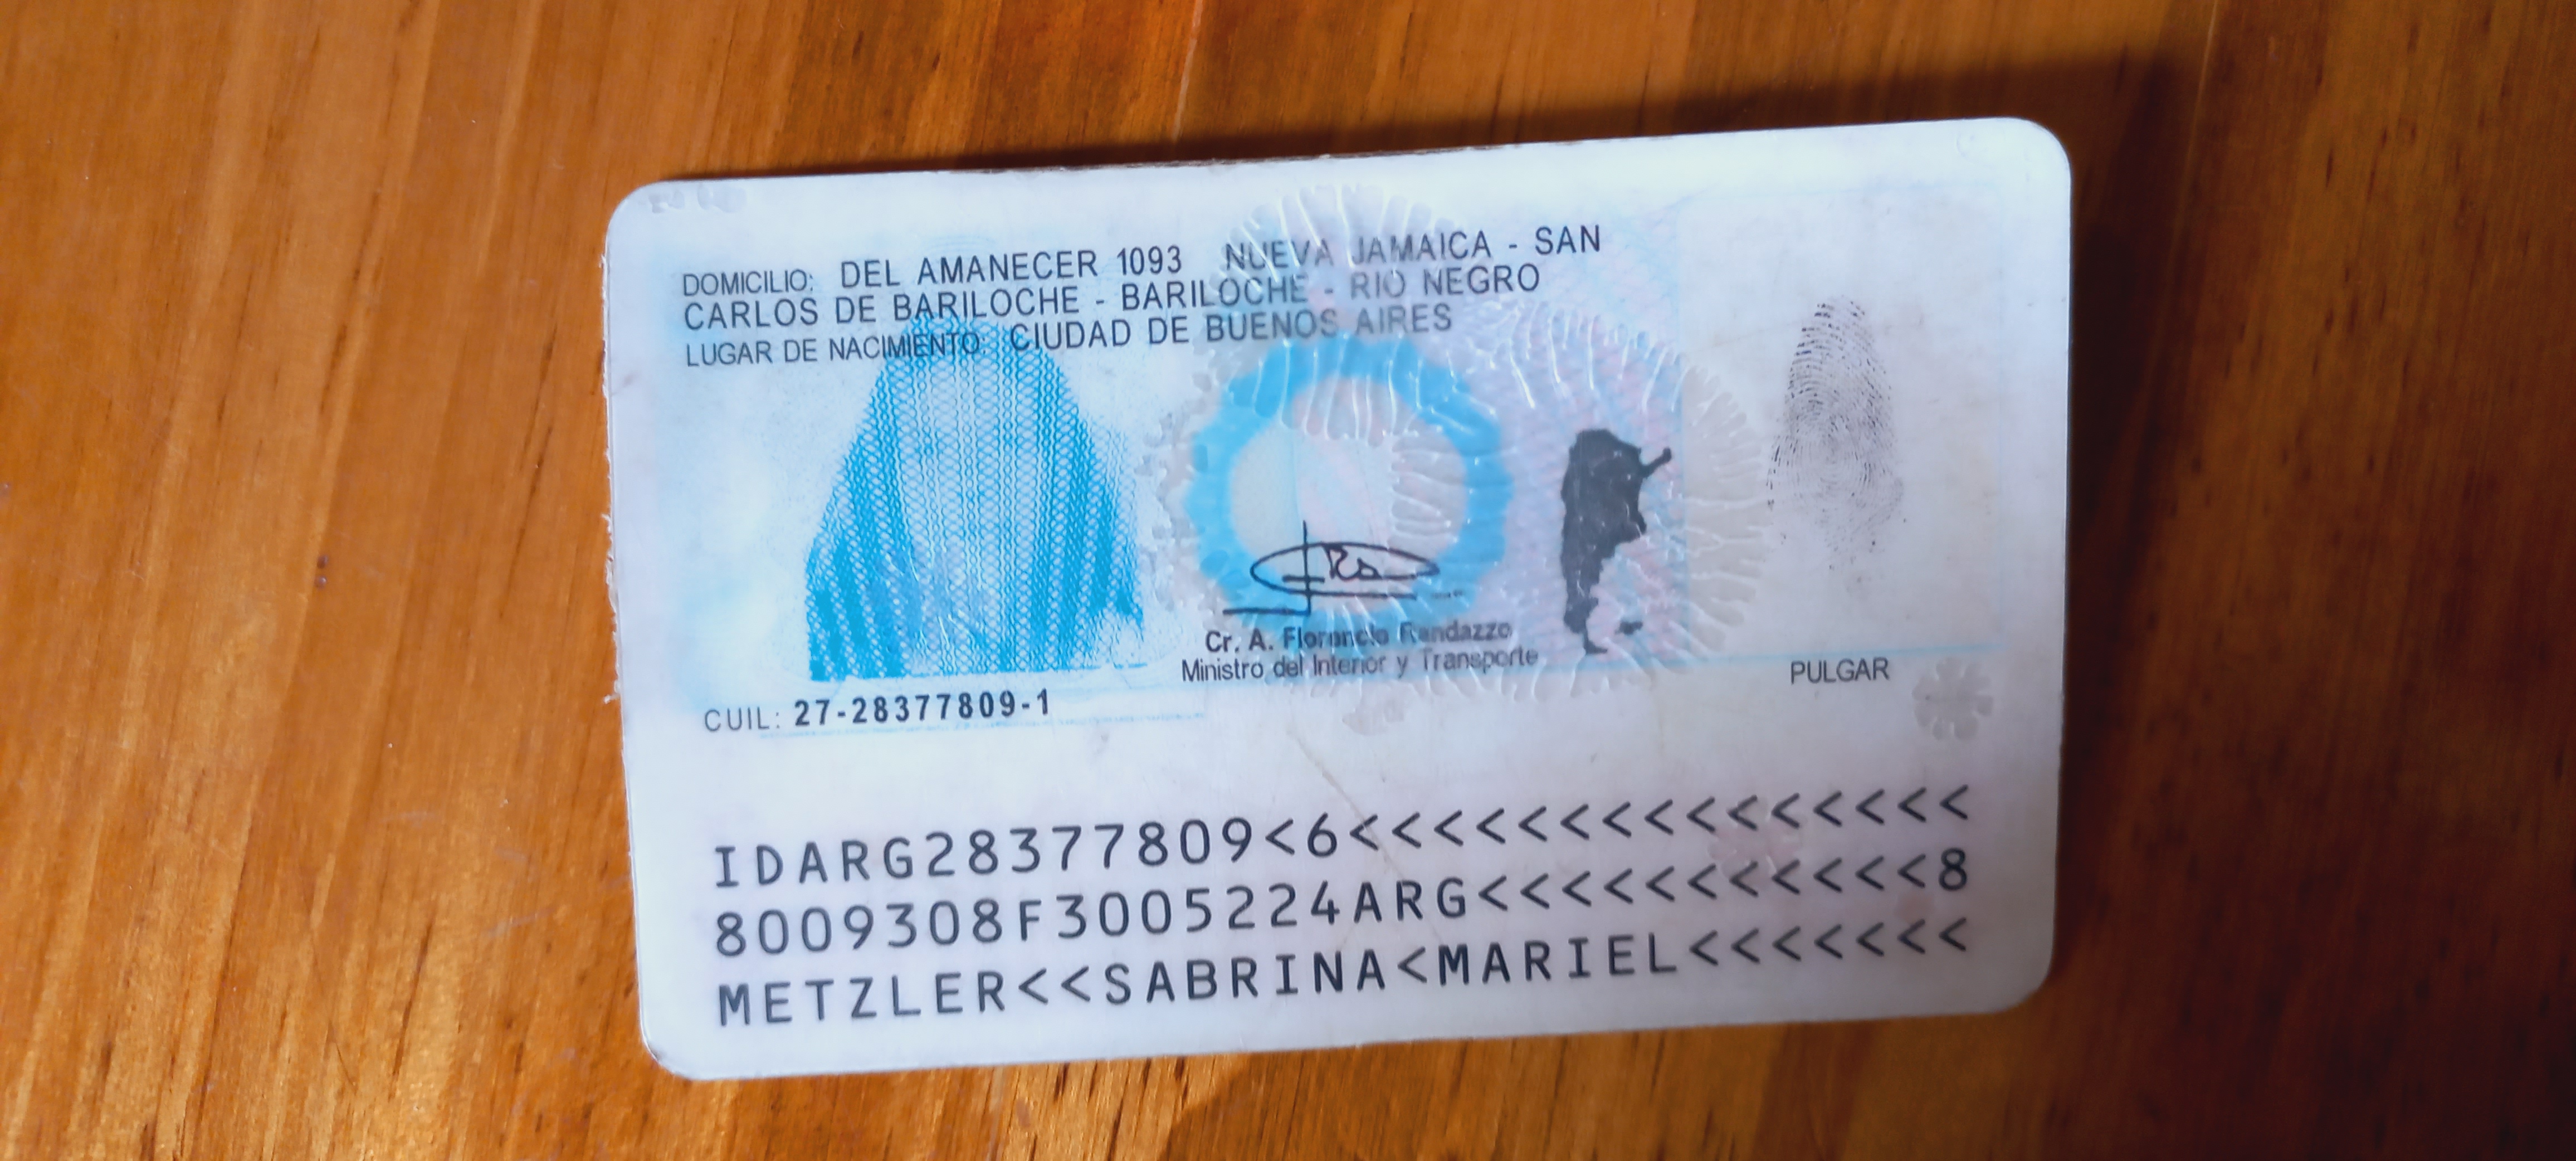 DOMICILIO: DEL AMANECER 1093 NUEVA JAMAICA - SAN
CARLOS DE BARILOCHE - BARILOCHE - RIO NEGRO
LUGAR DE NACIMIENTO: CIUDAD DE BUENOS AIRES
Cr. A. Florencio Randazzo
Ministro del Interior y Transporte
PULGAR
CUIL: 27-28377809-1
IDARG28377809<6<<<<<<<<<<<<<<<
8009308F3005224ARG<<<<<<<<<<<8
METZLER<<SABRINA<MARIEL<<<<<<<